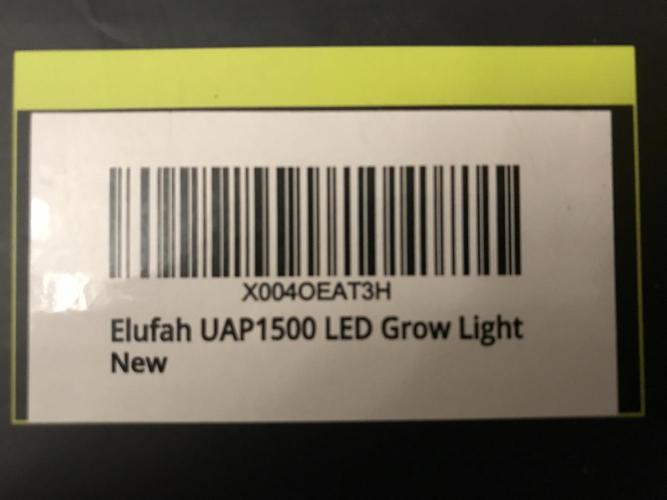 X004OEAT3H
Elufah UAP1500 LED Grow Light
New